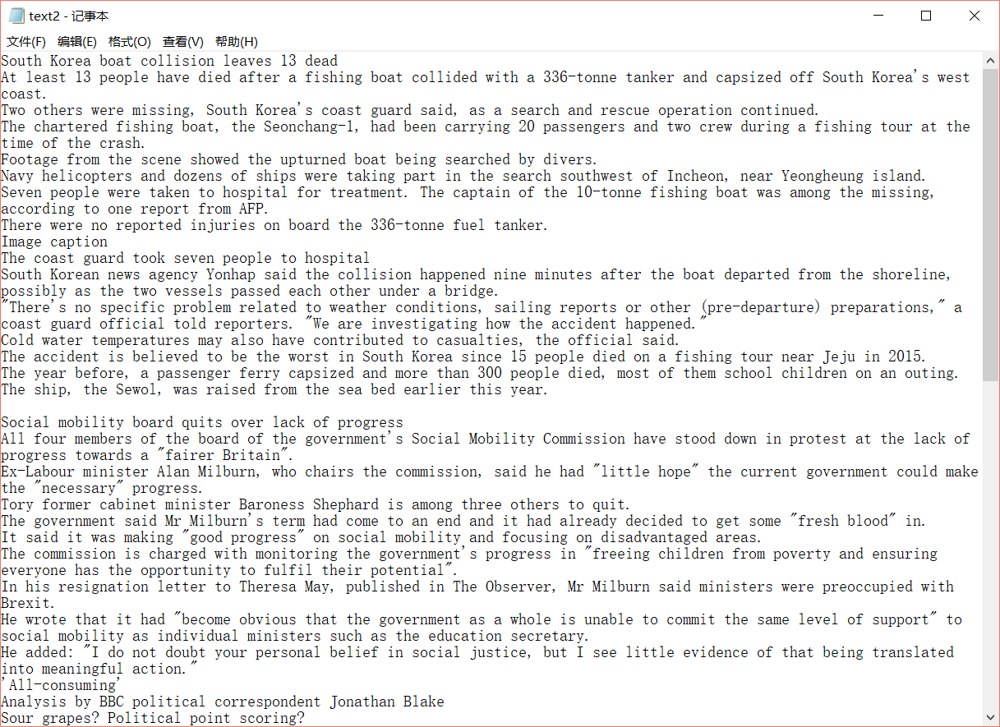 text2 - 记事本
文件(F) 编辑(E) 格式(O) 查看(V) 帮助(H)
South Korea boat collision leaves 13 dead
At least 13 people have died after a fishing boat collided with a 336-tonne tanker and capsized off South Korea's west
coast.
Two others were missing, South Korea's coast guard said, as a search and rescue operation continued.
The chartered fishing boat, the Seonchang-1, had been carrying 20 passengers and two crew during a fishing tour at the
time of the crash.
Footage from the scene showed the upturned boat being searched by divers.
Navy helicopters and dozens of ships were taking part in the search southwest of Incheon, near Yeongheung island.
Seven people were taken to hospital for treatment. The captain of the 10-tonne fishing boat was among the missing,
according to one report from AFP.
There were no reported injuries on board the 336-tonne fuel tanker.
Image caption
The coast guard took seven people to hospital
South Korean news agency Yonhap said the collision happened nine minutes after the boat departed from the shoreline,
possibly as the two vessels passed each other under a bridge.
"There's no specific problem related to weather conditions, sailing reports or other (pre-departure) preparations," a
coast guard official told reporters. "We are investigating how the accident happened."
Cold water temperatures may also have contributed to casualties, the official said.
The accident is believed to be the worst in South Korea since 15 people died on a fishing tour near Jeju in 2015.
The year before, a passenger ferry capsized and more than 300 people died, most of them school children on an outing.
The ship, the Sewol, was raised from the sea bed earlier this year.
Social mobility board quits over lack of progress
All four members of the board of the government's Social Mobility Commission have stood down in protest at the lack of
progress towards a "fairer Britain".
Ex-Labour minister Alan Milburn, who chairs the commission, said he had "little hope" the current government could make
the "necessary" progress.
Tory former cabinet minister Baroness Shephard is among three others to quit.
The government said Mr Milburn's term had come to an end and it had already decided to get some "fresh blood" in.
It said it was making "good progress" on social mobility and focusing on disadvantaged areas.
The commission is charged with monitoring the government's progress in "freeing children from poverty and ensuring
everyone has the opportunity to fulfil their potential".
In his resignation letter to Theresa May, published in The Observer, Mr Milburn said ministers were preoccupied with
Brexit.
He wrote that it had "become obvious that the government as a whole is unable to commit the same level of support" to
social mobility as individual ministers such as the education secretary.
He added: "I do not doubt your personal belief in social justice, but I see little evidence of that being translated
into meaningful action."
'All-consuming'
Analysis by BBC political correspondent Jonathan Blake
Sour grapes? Political point scoring?